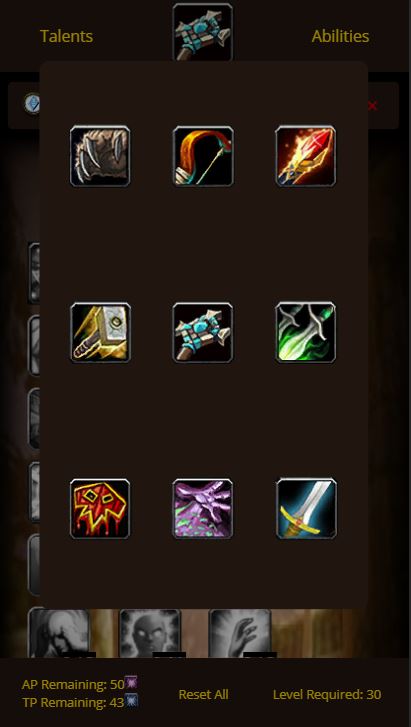 Talents
Abilities
AP Remaining: 50
TP Remaining: 43
Reset All
Level Required: 30